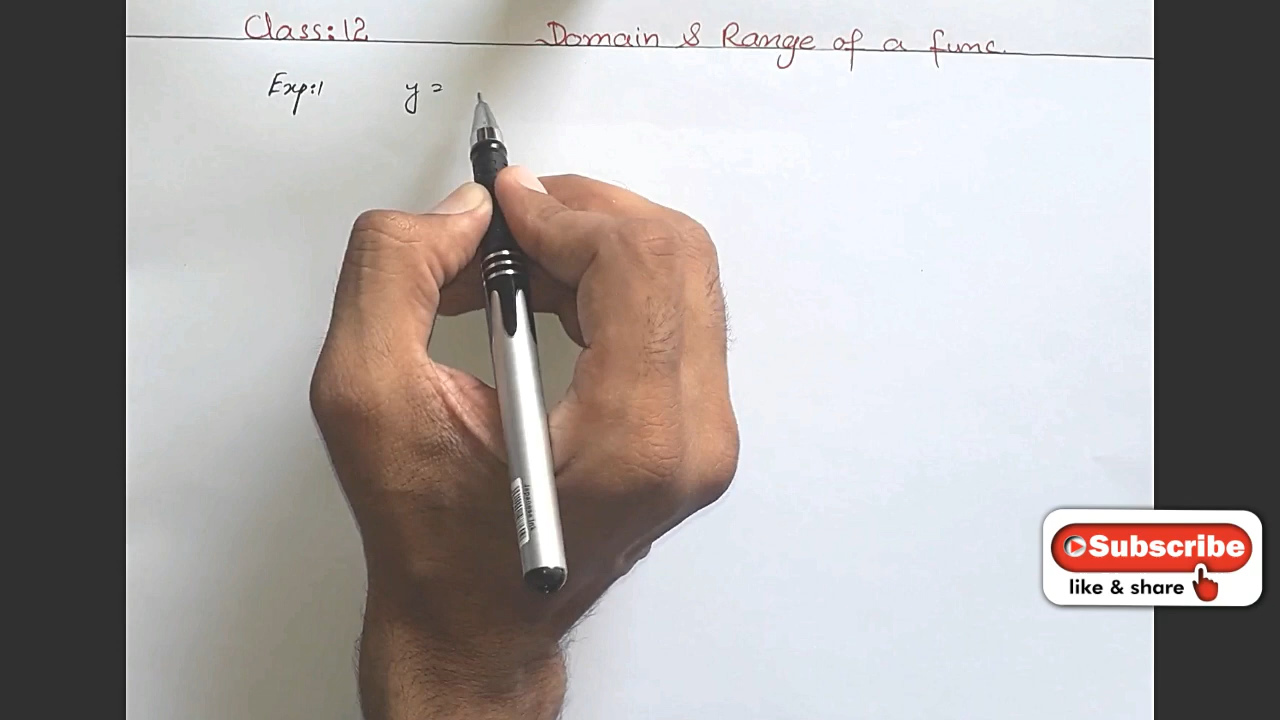 Class:12 Domain & Range of a func.
Exp:1 y =
Subscribe
like & share